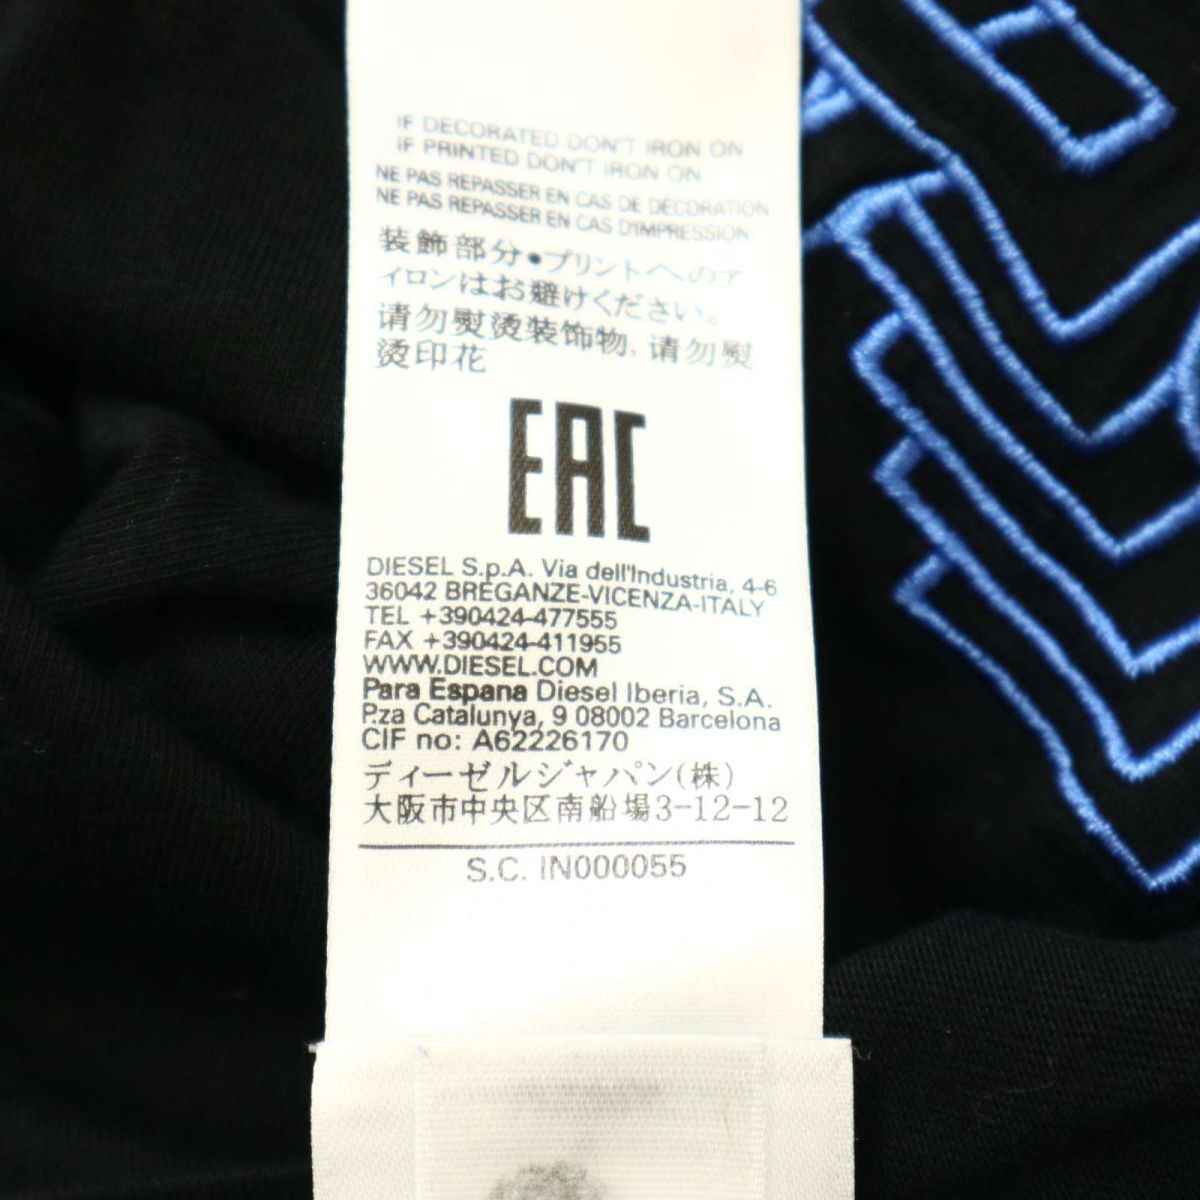 IF DECORATED DON'T IRON ON
IF PRINTED DON'T IRON ON
NE PAS REPASSER EN CAS DE DECORATION
NE PAS REPASSER EN CAS D'IMPRESSION
装飾部分•プリントへのア
イロンはお避けください。
请勿熨烫装饰物, 请勿熨
烫印花
EAC
DIESEL S.p.A. Via dell'Industria, 4-6
36042 BREGANZE-VICENZA-ITALY
TEL +390424-477555
FAX +390424-411955
WWW.DIESEL.COM
Para Espana Diesel Iberia, S.A.
P.za Catalunya, 9 08002 Barcelona
CIF no: A62226170
ディーゼルジャパン(株)
大阪市中央区南船場3-12-12
S.C. IN000055